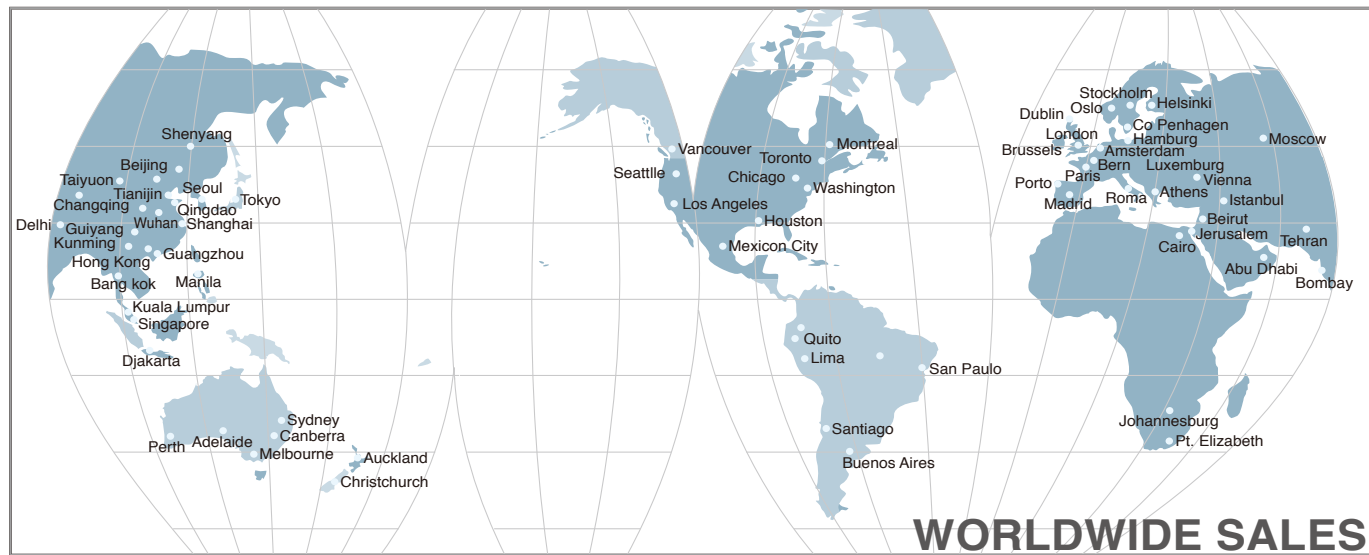 Shenyang
Beijing
Taiyuon
Tianijin
Seoul
Changqing
Qingdao
Tokyo
Delhi
Guiyang
Wuhan
Shanghai
Kunming
Hong Kong
Guangzhou
Bang kok
Manila
Kuala Lumpur
Singapore
Djakarta
Perth
Adelaide
Sydney
Canberra
Melbourne
Auckland
Christchurch
Vancouver
Seattlle
Los Angeles
Montreal
Toronto
Chicago
Washington
Houston
Mexicon City
Quito
Lima
San Paulo
Santiago
Buenos Aires
Stockholm
Dublin
Oslo
Helsinki
London
Co Penhagen
Hamburg
Moscow
Brussels
Amsterdam
Bern
Luxemburg
Paris
Vienna
Porto
Madrid
Roma
Athens
Istanbul
Beirut
Jerusalem
Cairo
Tehran
Abu Dhabi
Bombay
Johannesburg
Pt. Elizabeth
WORLDWIDE SALES